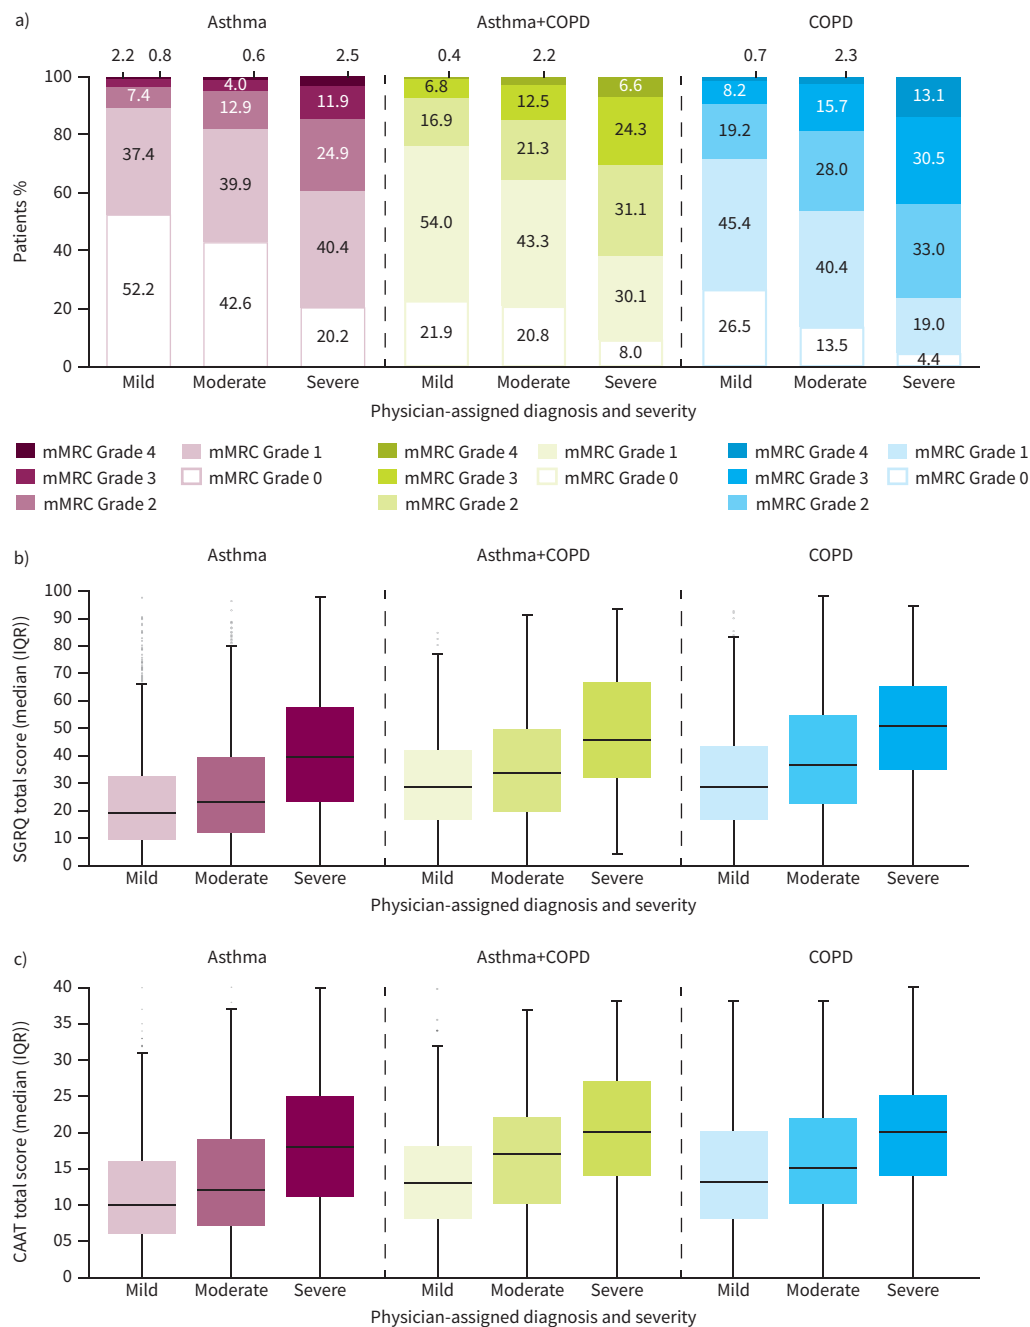 a)
Asthma
Asthma+COPD
COPD
2.2 0.8 0.6 2.5 0.4 2.2 0.7 2.3
Patients %
100
80
60
40
20
0
7.4
37.4
52.2
4.0
12.9
39.9
42.6
11.9
24.9
40.4
20.2
6.8
16.9
54.0
21.9
12.5
21.3
43.3
20.8
6.6
24.3
31.1
30.1
8.0
8.2
19.2
45.4
26.5
15.7
28.0
40.4
13.5
13.1
30.5
33.0
19.0
4.4
Mild Moderate Severe Mild Moderate Severe Mild Moderate Severe
Physician-assigned diagnosis and severity
mMRC Grade 4 mMRC Grade 1 mMRC Grade 4 mMRC Grade 1 mMRC Grade 4 mMRC Grade 1
mMRC Grade 3 mMRC Grade 0 mMRC Grade 3 mMRC Grade 0 mMRC Grade 3 mMRC Grade 0
mMRC Grade 2 mMRC Grade 2 mMRC Grade 2
b)
Asthma
Asthma+COPD
COPD
SGRQ total score (median (IQR))
100
90
80
70
60
50
40
30
20
10
0
Mild Moderate Severe Mild Moderate Severe Mild Moderate Severe
Physician-assigned diagnosis and severity
c)
Asthma
Asthma+COPD
COPD
CAAT total score (median (IQR))
40
35
30
25
20
15
10
05
0
Mild Moderate Severe Mild Moderate Severe Mild Moderate Severe
Physician-assigned diagnosis and severity